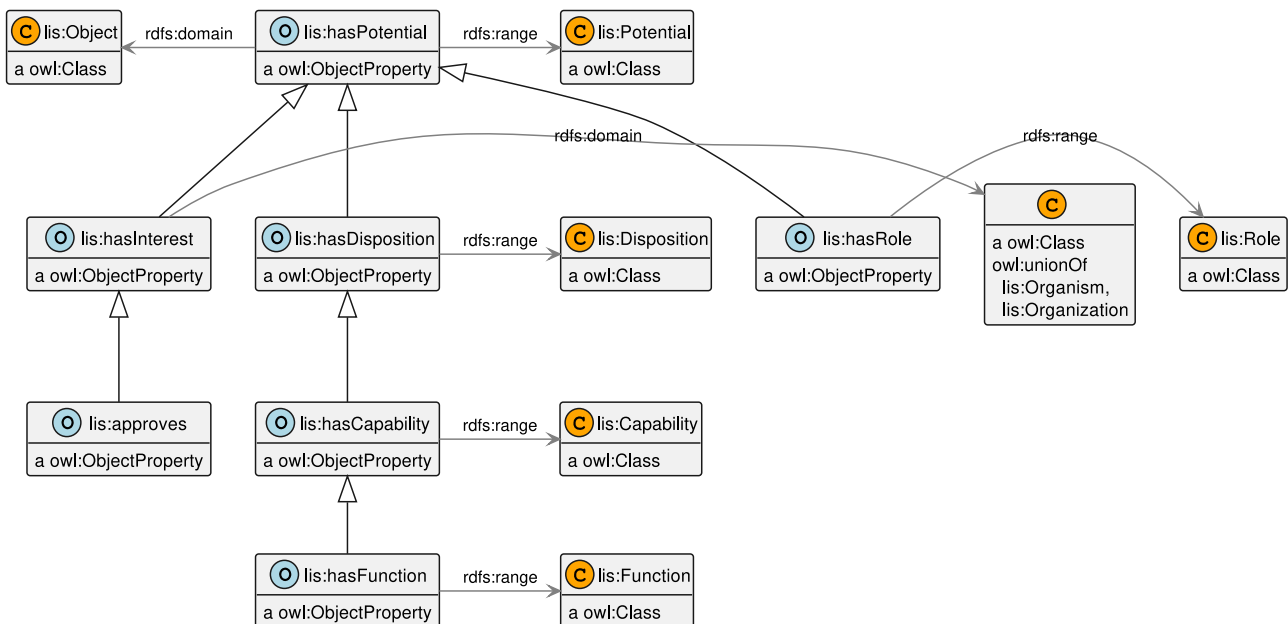 C lis:Object
a owl:Class
rdfs:domain
O lis:hasPotential
a owl:ObjectProperty
rdfs:range
C lis:Potential
a owl:Class
rdfs:domain
rdfs:range
O lis:hasInterest
a owl:ObjectProperty
O lis:hasDisposition
a owl:ObjectProperty
rdfs:range
C lis:Disposition
a owl:Class
O lis:hasRole
a owl:ObjectProperty
C
a owl:Class
owl:unionOf
lis:Organism,
lis:Organization
C lis:Role
a owl:Class
O lis:approves
a owl:ObjectProperty
O lis:hasCapability
a owl:ObjectProperty
rdfs:range
C lis:Capability
a owl:Class
O lis:hasFunction
a owl:ObjectProperty
rdfs:range
C lis:Function
a owl:Class